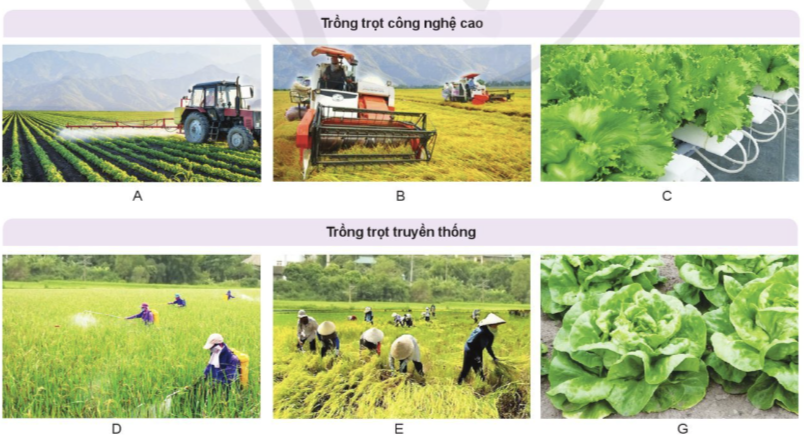 Trồng trọt công nghệ cao
A
B
C
Trồng trọt truyền thống
D
E
G